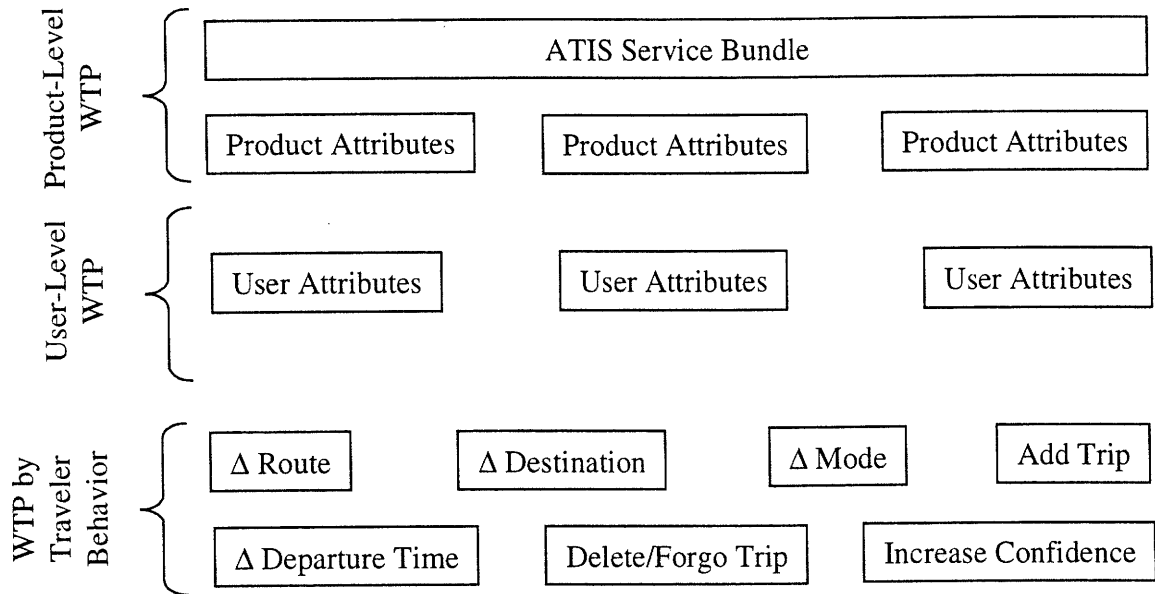 Product-Level
WTP
ATIS Service Bundle
Product Attributes
Product Attributes
Product Attributes
User-Level
WTP
User Attributes
User Attributes
User Attributes
WTP by
Traveler
Behavior
Δ Route
Δ Destination
Δ Mode
Add Trip
Δ Departure Time
Delete/Forgo Trip
Increase Confidence